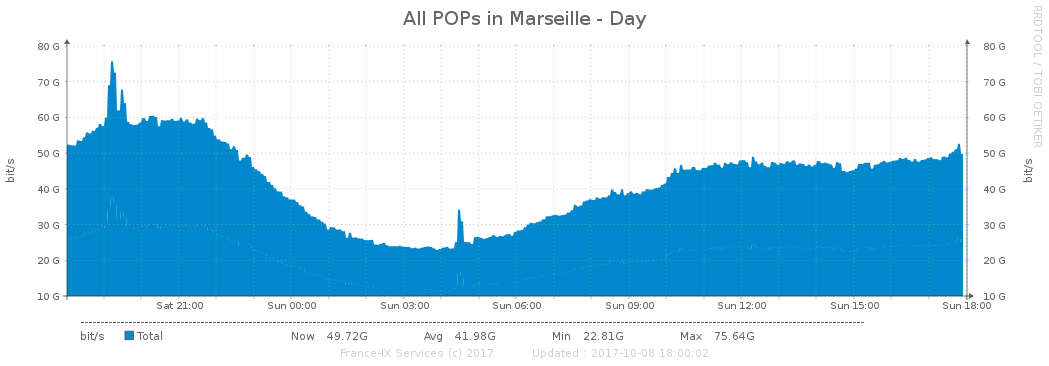 All POPs in Marseille - Day
RRDTOOL / TOBI OETIKER
80 G 80 G
70 G 70 G
60 G 60 G
50 G 50 G
40 G 40 G
30 G 30 G
20 G 20 G
10 G 10 G
bit/s bit/s
Sat 21:00 Sun 00:00 Sun 03:00 Sun 06:00 Sun 09:00 Sun 12:00 Sun 15:00 Sun 18:00
bit/s Total Now 49.72G Avg 41.98G Min 22.81G Max 75.64G
France-IX Services (c) 2017 Updated : 2017-10-08 18:00:02